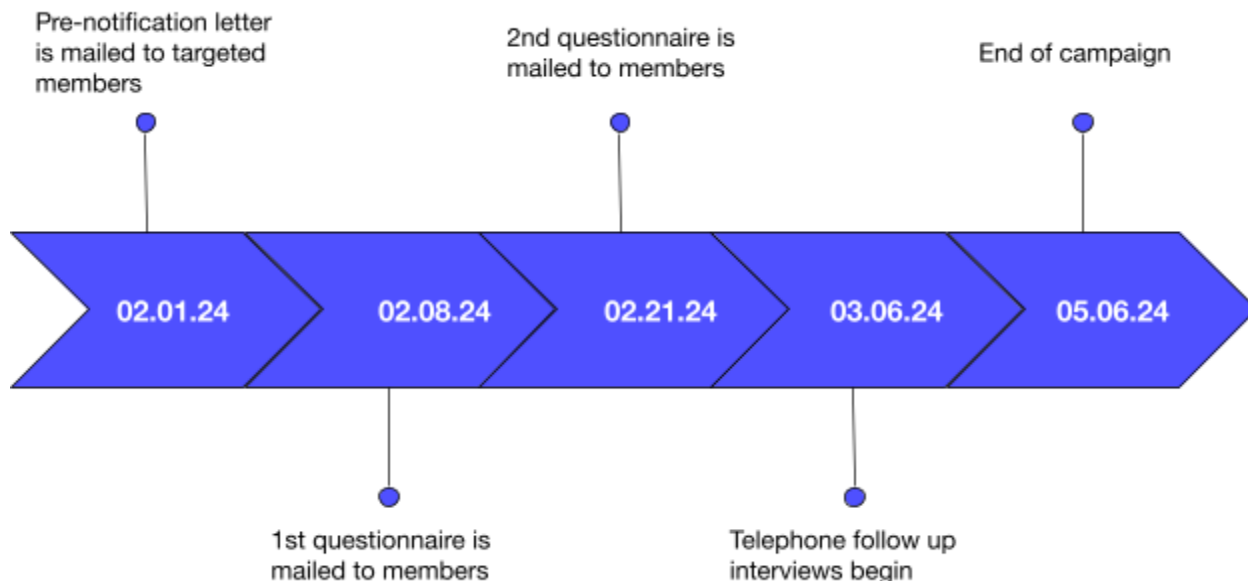 Pre-notification letter
is mailed to targeted
members
2nd questionnaire is
mailed to members
End of campaign
02.01.24
02.08.24
02.21.24
03.06.24
05.06.24
1st questionnaire is
mailed to members
Telephone follow up
interviews begin